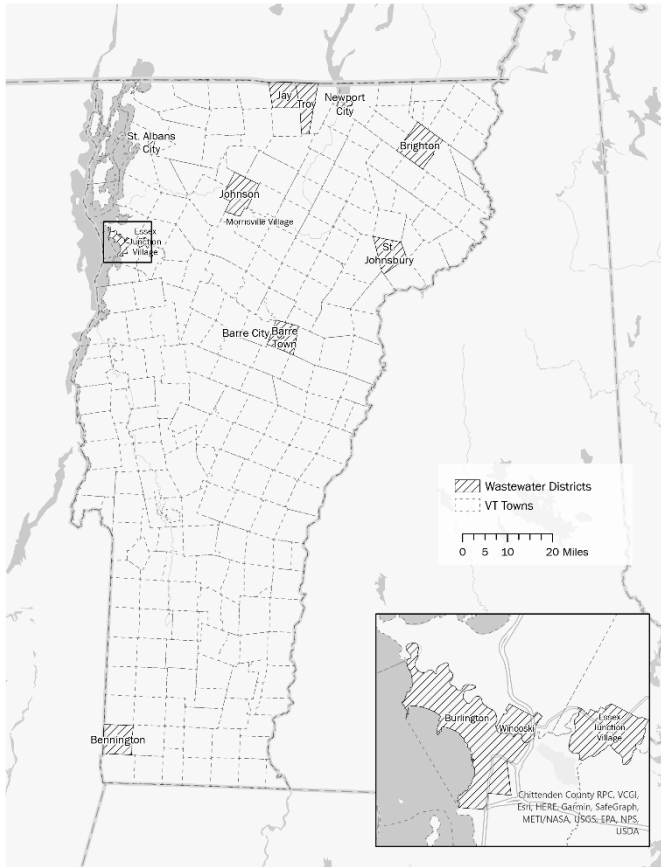 Jay
Troy
Newport
City
St. Albans
City
Brighton
Johnson
Morrisville Village
Essex
Junction
Village
St
Johnsbury
Barre City
Barre
Town
Wastewater Districts
VT Towns
0 5 10 20 Miles
Bennington
Burlington
Winooski
Essex
Junction
Village
Chittenden County RPC, VCGI,
Esri, HERE, Garmin, SafeGraph,
METI/NASA, USGS, EPA, NPS,
USDA